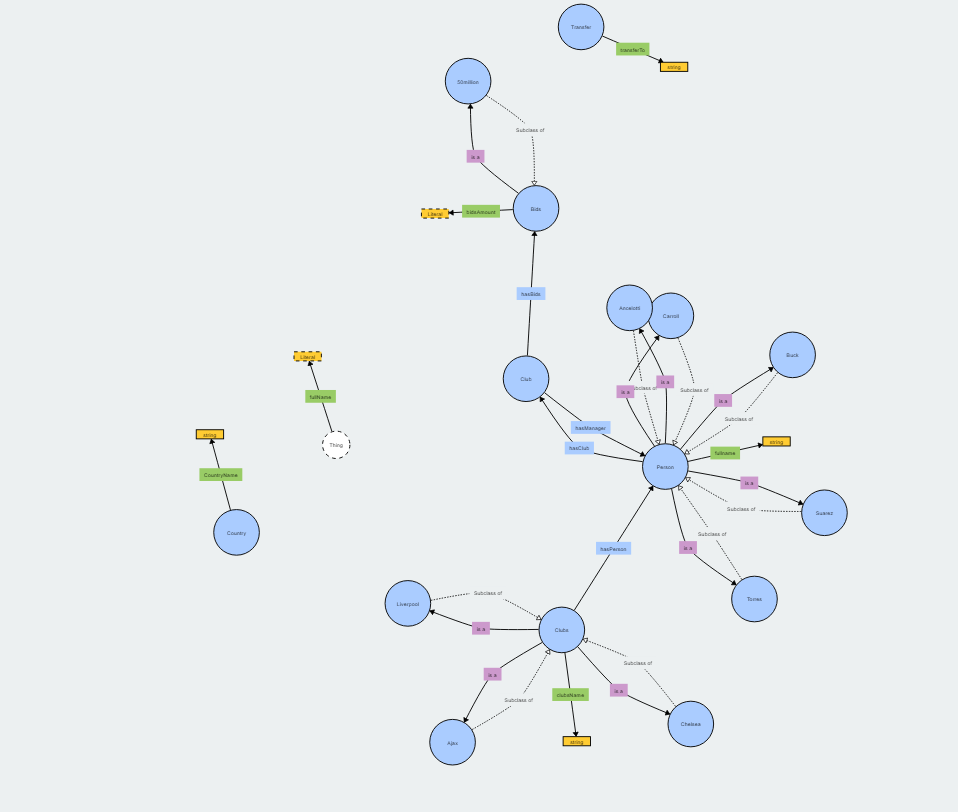 Transfer
transferTo
string
50million
Subclass of
is a
Bids
bidsAmount
Literal
hasBids
Ancelotti
Carroll
Buck
Club
is a
is a
Subclass of
is a
Subclass of
hasManager
hasClub
fullName
string
Person
is a
Subclass of
Suarez
Literal
fullName
Thing
string
CountryName
Country
Subclass of
is a
hasPerson
Torres
Liverpool
Subclass of
is a
Clubs
is a
Subclass of
clubsName
is a
Subclass of
Ajax
Chelsea
string